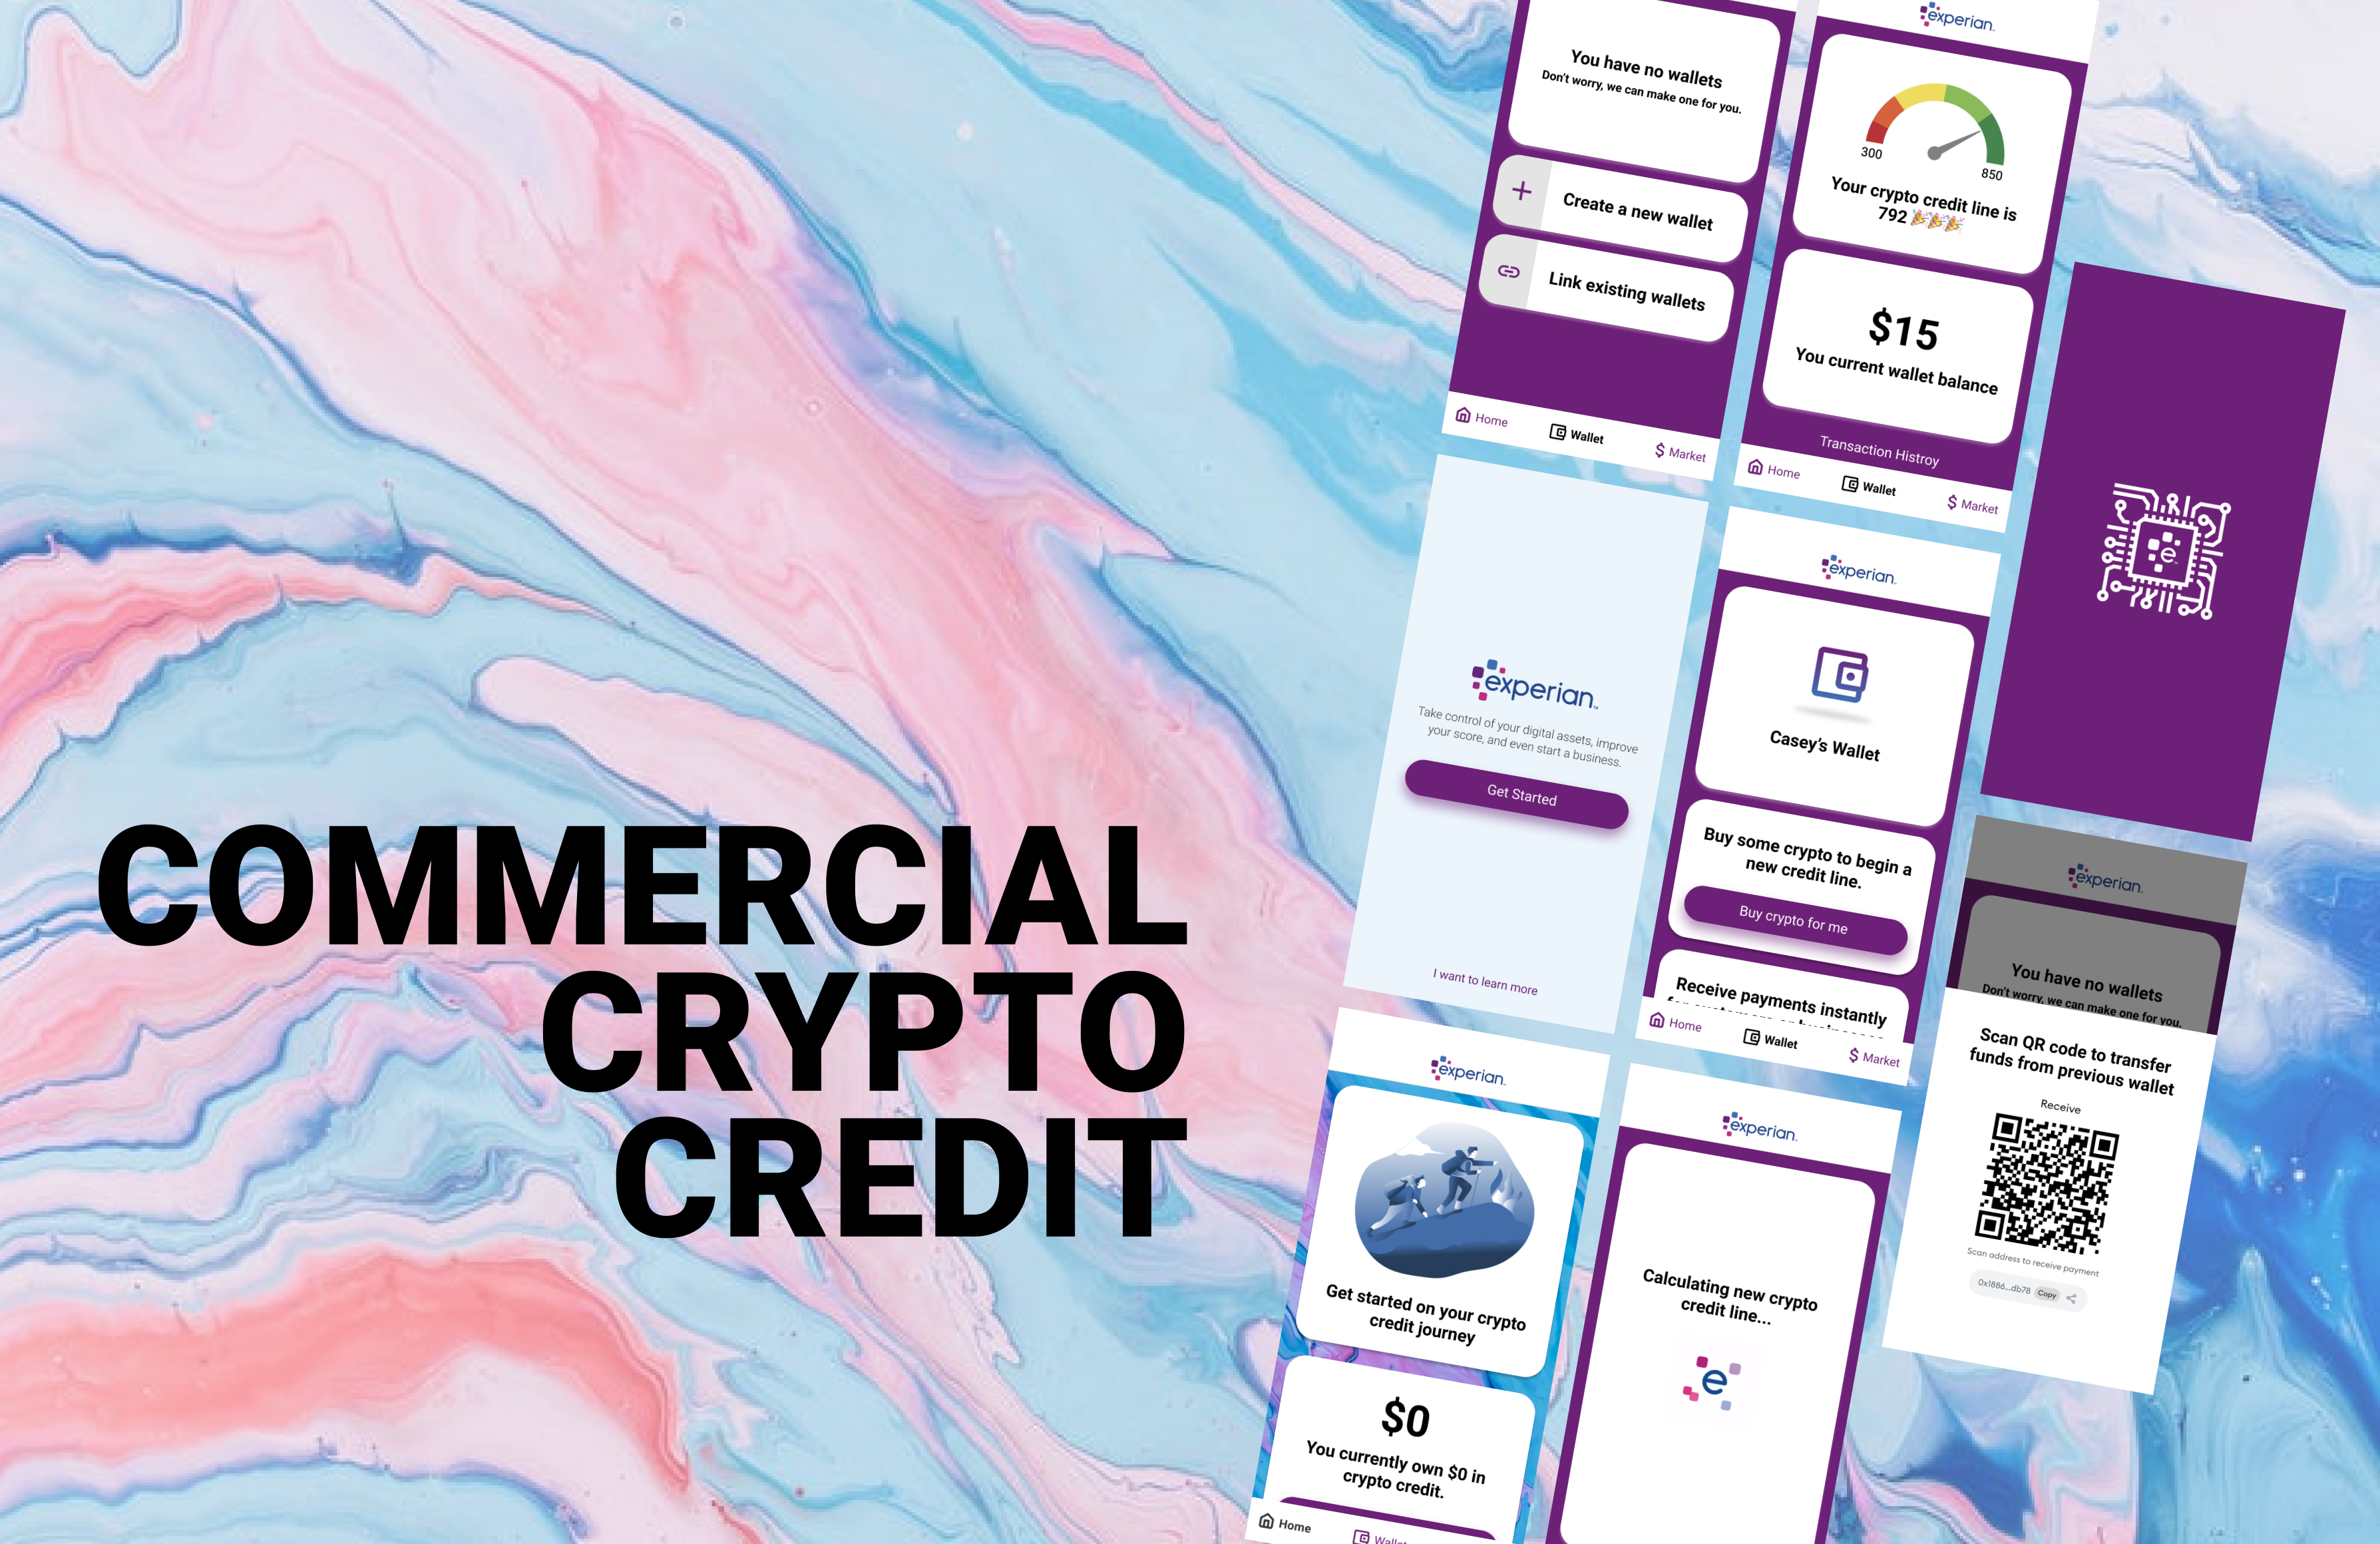 COMMERCIAL
CRYPTO
CREDIT
You have no wallets
Don't worry, we can make one for you.
Create a new wallet
Link existing wallets
Home
Wallet
$ Market
experian.
300
850
Your crypto credit line is
792 🎉🎉🎉
$15
You current wallet balance
Transaction Histroy
Home
Wallet
$ Market
experian.
Take control of your digital assets, improve
your score, and even start a business.
Get Started
I want to learn more
experian.
Casey's Wallet
Buy some crypto to begin a
new credit line.
Buy crypto for me
Receive payments instantly
Home
Wallet
$ Market
e
experian.
You have no wallets
Don't worry, we can make one for you.
Scan QR code to transfer
funds from previous wallet
Receive
Scan address to receive payment
0x1886...db78 Copy
experian.
Get started on your crypto
credit journey
$0
You currently own $0 in
crypto credit.
Home
Wallet
experian.
Calculating new crypto
credit line...
e